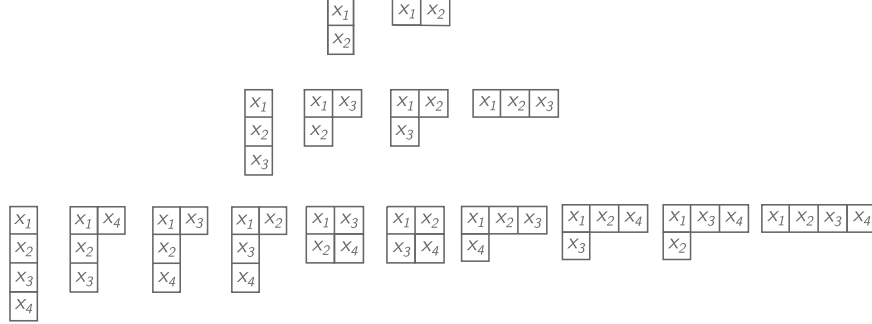 x₁ x₁ x₂
x₂
x₁ x₁ x₃ x₁ x₂ x₁ x₂ x₃
x₂ x₂ x₃
x₃
x₁ x₁ x₄ x₁ x₃ x₁ x₂ x₁ x₃ x₁ x₂ x₁ x₂ x₃ x₁ x₂ x₄ x₁ x₃ x₄ x₁ x₂ x₃ x₄
x₂ x₂ x₂ x₃ x₂ x₄ x₃ x₄ x₄ x₃ x₂
x₃ x₃ x₄ x₄
x₄